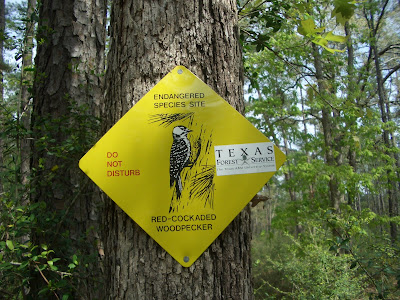 ENDANGERED
SPECIES SITE
DO
NOT
DISTURB
TEXAS
FOREST SERVICE
RED-COCKADED
WOODPECKER